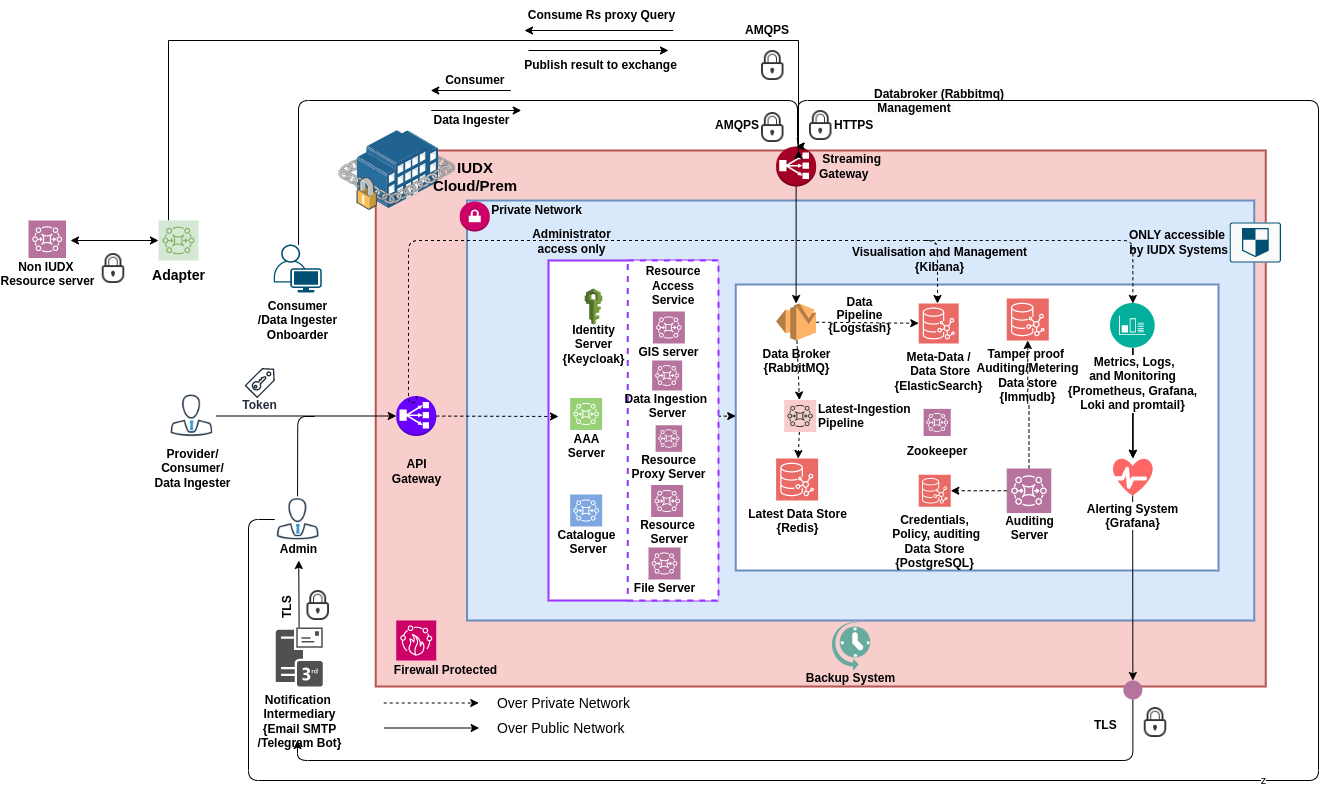 Consume Rs proxy Query
AMQPS
Publish result to exchange
Consumer
Data Ingester
Databroker (Rabbitmq)
Management
AMQPS
HTTPS
IUDX
Cloud/Prem
Streaming
Gateway
Private Network
Administrator
access only
Visualisation and Management
{Kibana}
ONLY accessible
by IUDX Systems
Non IUDX
Resource server
Adapter
Consumer
/Data Ingester
Onboarder
Resource
Access
Service
Identity
Server
{Keycloak}
GIS server
Data Ingestion
Server
AAA
Server
Resource
Proxy Server
Catalogue
Server
Resource
Server
File Server
Data
Pipeline
{Logstash}
Data Broker
{RabbitMQ}
Meta-Data /
Data Store
{ElasticSearch}
Tamper proof
Auditing/Metering
Data store
{Immudb}
Metrics, Logs,
and Monitoring
{Prometheus, Grafana,
Loki and promtail}
Latest-Ingestion
Pipeline
Zookeeper
Latest Data Store
{Redis}
Credentials,
Policy, auditing
Data Store
{PostgreSQL}
Auditing
Server
Alerting System
{Grafana}
Token
Provider/
Consumer/
Data Ingester
API
Gateway
Admin
TLS
3rd
Notification
Intermediary
{Email SMTP
/Telegram Bot}
Firewall Protected
Backup System
Over Private Network
Over Public Network
TLS
z